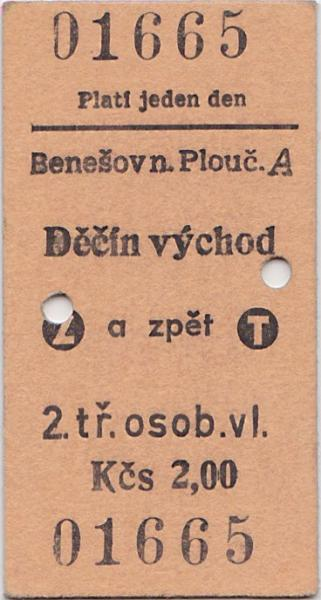 01665
Platí jeden den
Benešov n. Plouč. A
Děčín východ
Z a zpět T
2. tř. osob. vl.
Kčs 2,00
01665